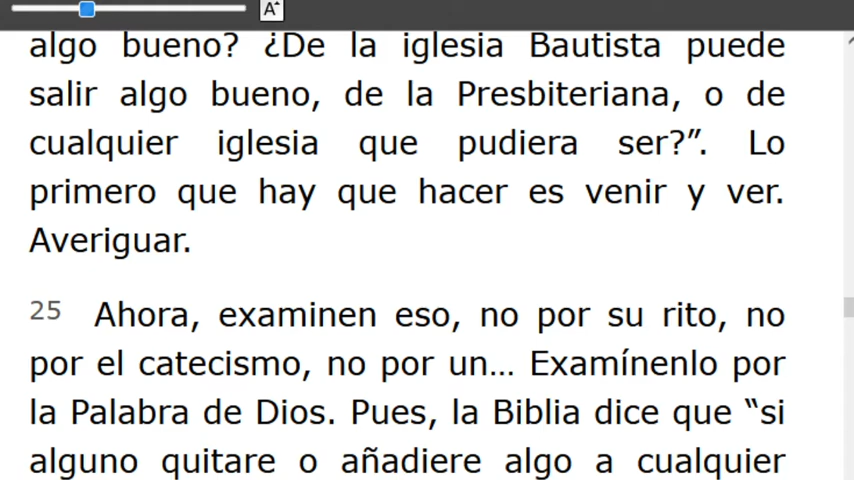 A
algo bueno? ¿De la iglesia Bautista puede
salir algo bueno, de la Presbiteriana, o de
cualquier iglesia que pudiera ser?”. Lo
primero que hay que hacer es venir y ver.
Averiguar.
25 Ahora, examinen eso, no por su rito, no
por el catecismo, no por un… Examínenlo por
la Palabra de Dios. Pues, la Biblia dice que “si
alguno quitare o añadiere algo a cualquier